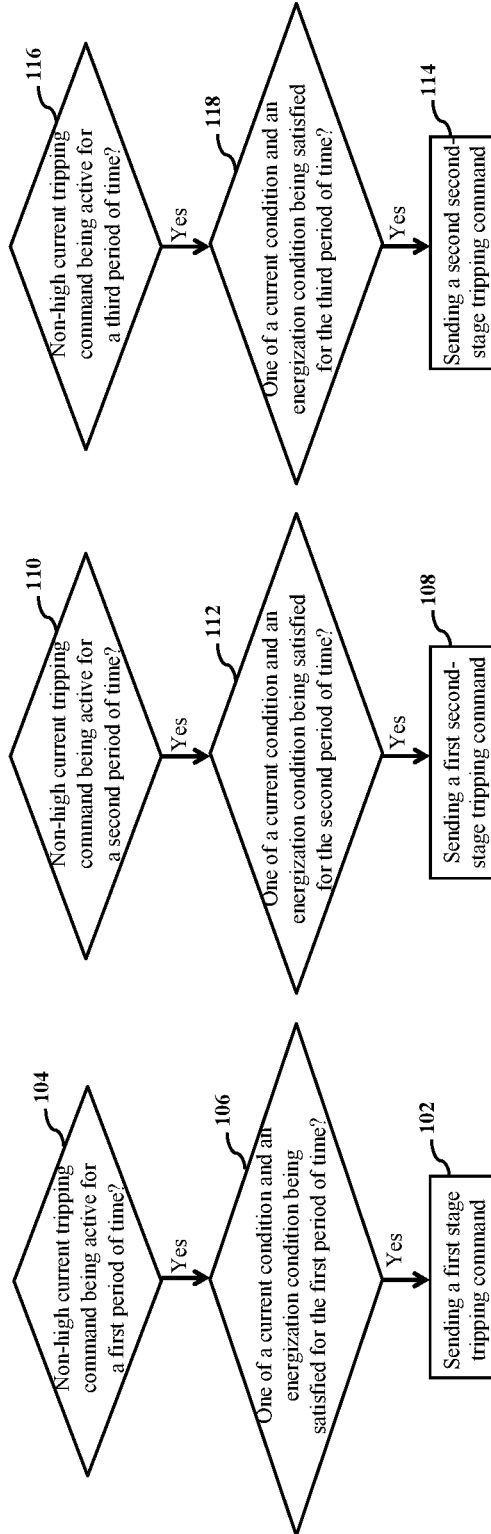 104
Non-high current tripping
command being active for
a first period of time?
Yes
106
One of a current condition and an
energization condition being
satisfied for the first period of time?
Yes
102
Sending a first stage
tripping command
110
Non-high current tripping
command being active for
a second period of time?
Yes
112
One of a current condition and an
energization condition being satisfied
for the second period of time?
Yes
108
Sending a first second-
stage tripping command
116
Non-high current tripping
command being active for
a third period of time?
Yes
118
One of a current condition and an
energization condition being satisfied
for the third period of time?
Yes
114
Sending a second second-
stage tripping command